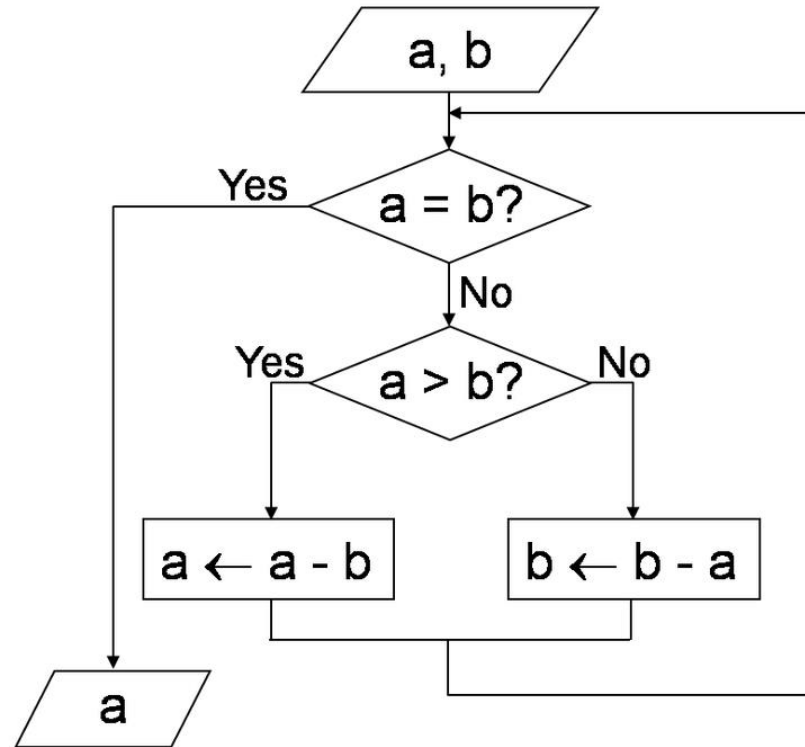 a, b
Yes
a = b?
No
Yes
a > b?
No
a ← a - b
b ← b - a
a